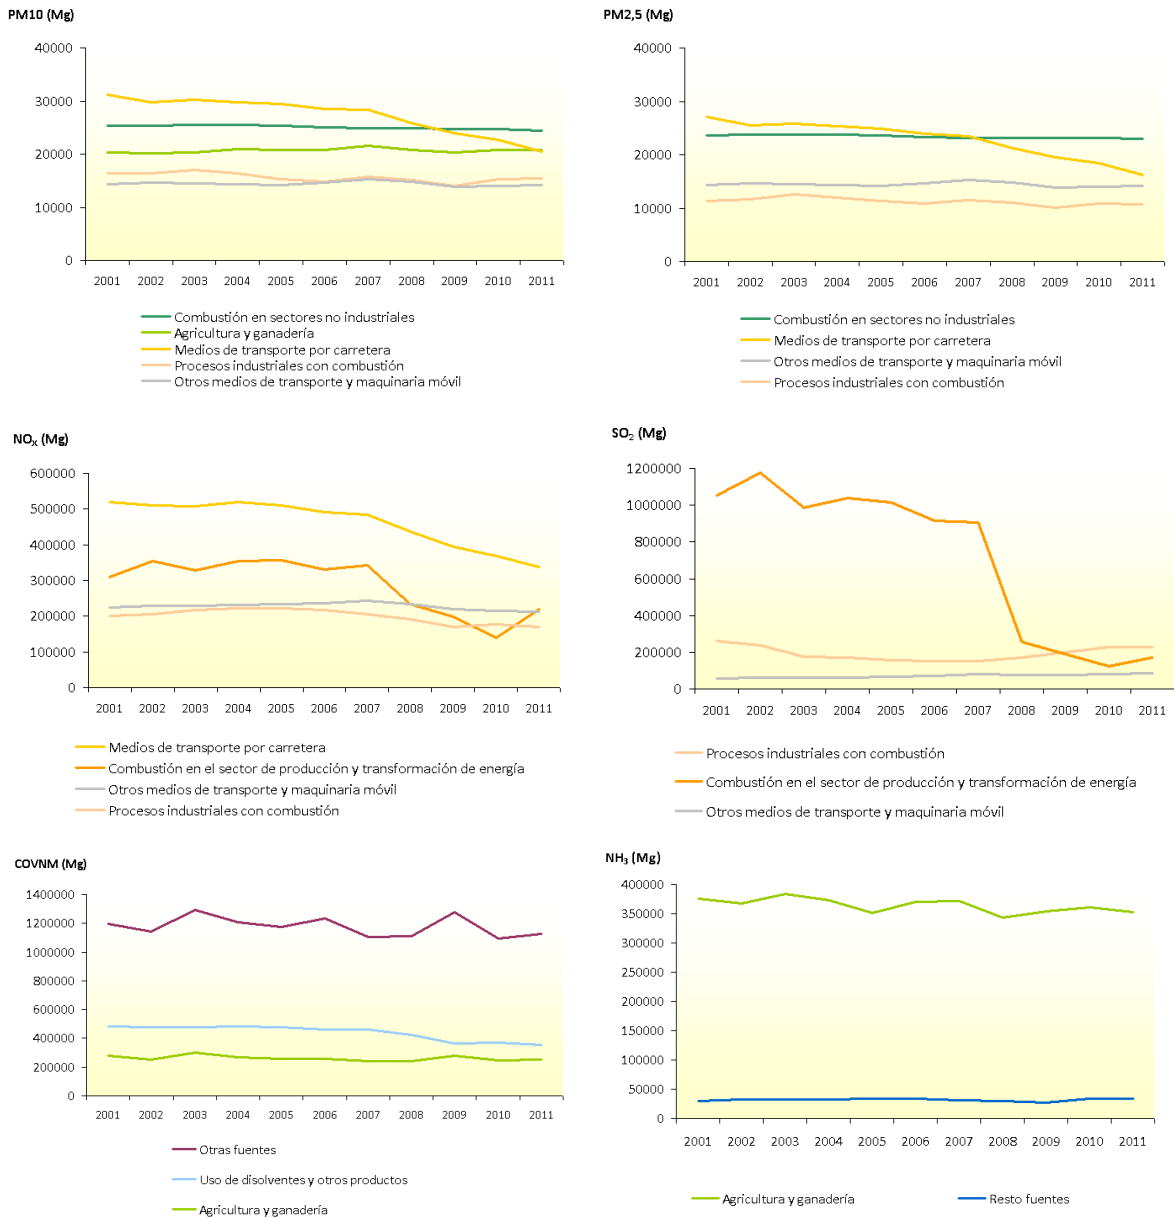 PM10 (Mg)
40000
30000
20000
10000
0
2001 2002 2003 2004 2005 2006 2007 2008 2009 2010 2011
Combustión en sectores no industriales
Agricultura y ganadería
Medios de transporte por carretera
Procesos industriales con combustión
Otros medios de transporte y maquinaria móvil
PM2,5 (Mg)
40000
30000
20000
10000
0
2001 2002 2003 2004 2005 2006 2007 2008 2009 2010 2011
Combustión en sectores no industriales
Medios de transporte por carretera
Otros medios de transporte y maquinaria móvil
Procesos industriales con combustión
NOₓ (Mg)
600000
500000
400000
300000
200000
100000
0
2001 2002 2003 2004 2005 2006 2007 2008 2009 2010 2011
Medios de transporte por carretera
Combustión en el sector de producción y transformación de energía
Otros medios de transporte y maquinaria móvil
Procesos industriales con combustión
SO₂ (Mg)
1200000
1000000
800000
600000
400000
200000
0
2001 2002 2003 2004 2005 2006 2007 2008 2009 2010 2011
Procesos industriales con combustión
Combustión en el sector de producción y transformación de energía
Otros medios de transporte y maquinaria móvil
COVNM (Mg)
1400000
1200000
1000000
800000
600000
400000
200000
0
2001 2002 2003 2004 2005 2006 2007 2008 2009 2010 2011
Otras fuentes
Uso de disolventes y otros productos
Agricultura y ganadería
NH₃ (Mg)
400000
350000
300000
250000
200000
150000
100000
50000
0
2001 2002 2003 2004 2005 2006 2007 2008 2009 2010 2011
Agricultura y ganadería
Resto fuentes